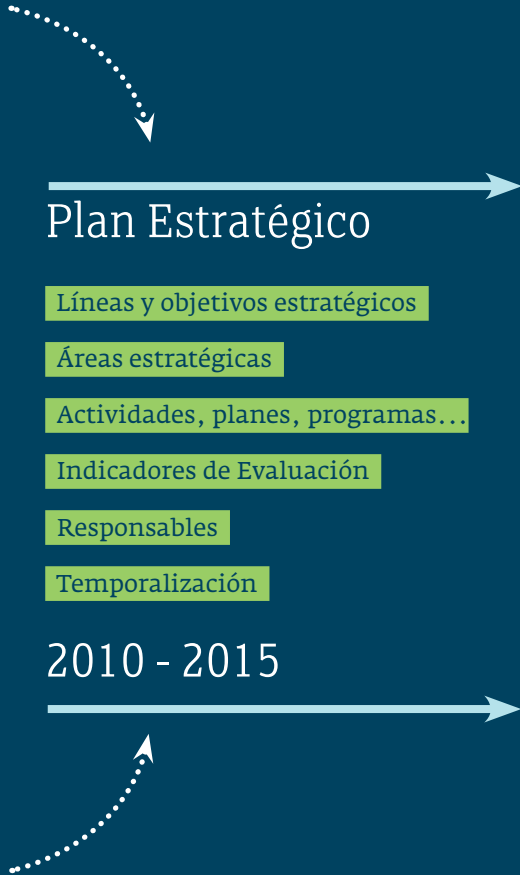 Plan Estratégico
Líneas y objetivos estratégicos
Áreas estratégicas
Actividades, planes, programas...
Indicadores de Evaluación
Responsables
Temporalización
2010 - 2015